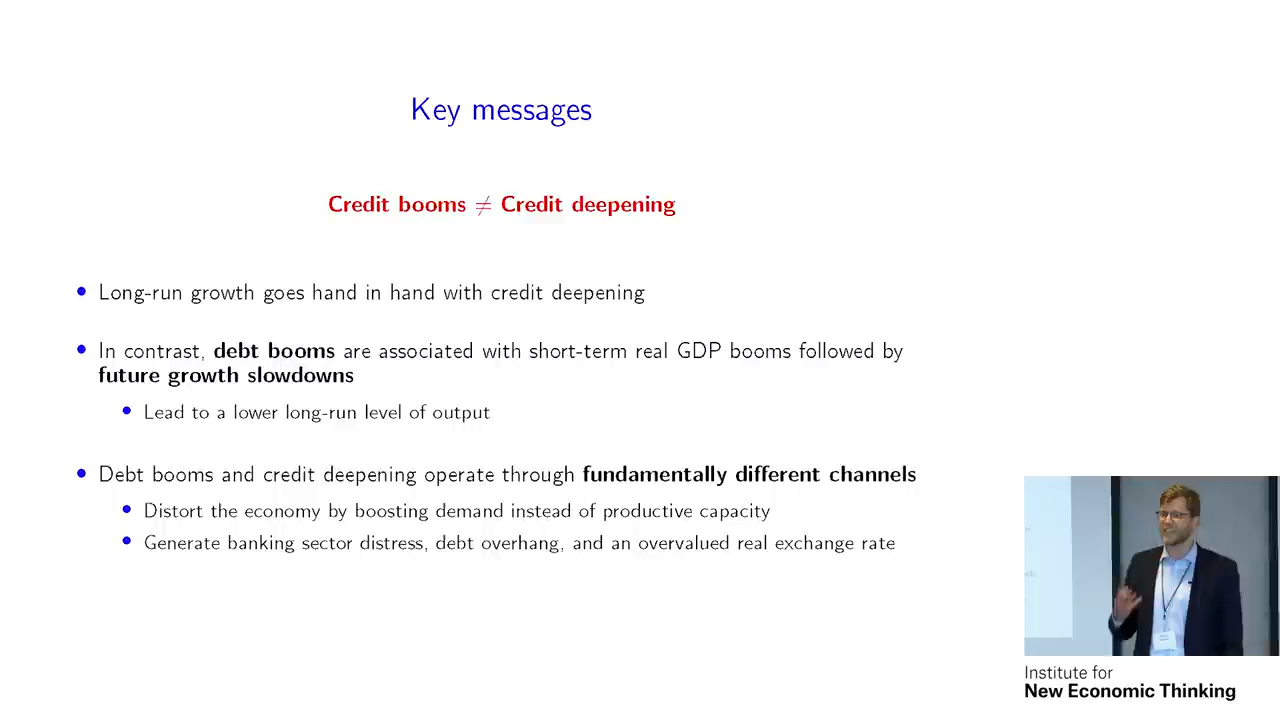 Key messages
Credit booms ≠ Credit deepening
• Long-run growth goes hand in hand with credit deepening
• In contrast, debt booms are associated with short-term real GDP booms followed by
future growth slowdowns
• Lead to a lower long-run level of output
• Debt booms and credit deepening operate through fundamentally different channels
• Distort the economy by boosting demand instead of productive capacity
• Generate banking sector distress, debt overhang, and an overvalued real exchange rate
Institute for
New Economic Thinking